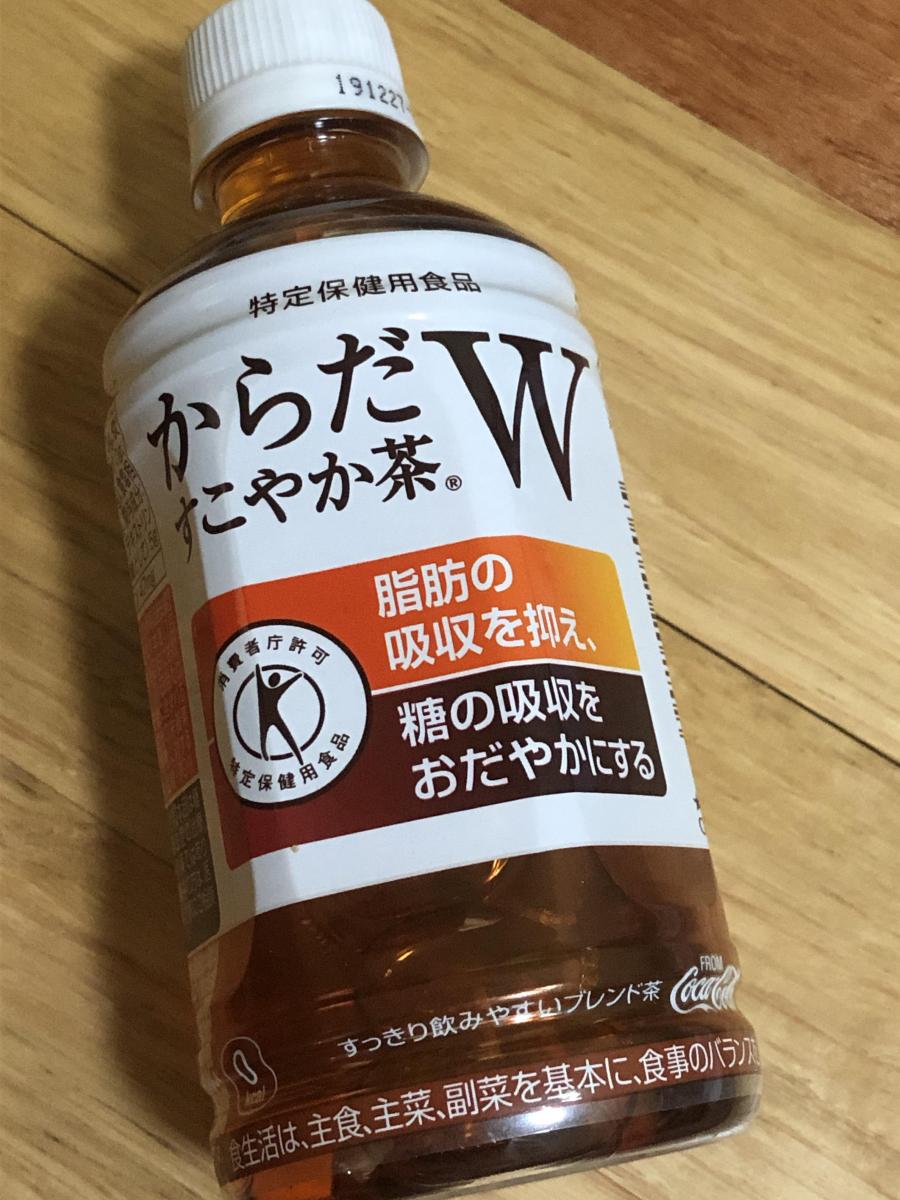 191227
特定保健用食品
からだ
すこやか茶®
W
脂肪の
吸収を抑え、
糖の吸収を
おだやかにする
消費者庁許可
特定保健用食品
FROM
Coca-Cola
すっきり飲みやすいブレンド茶
0
kcal
食生活は、主食、主菜、副菜を基本に、食事のバランスを